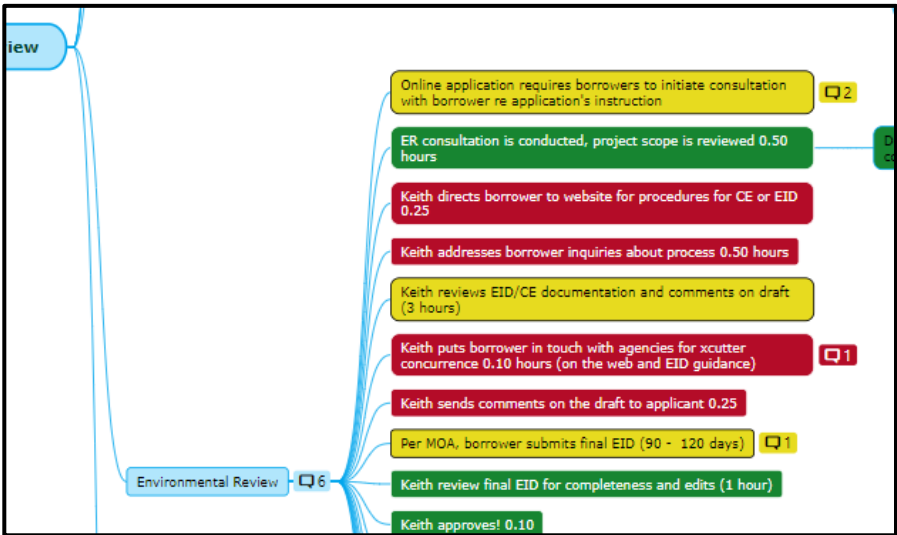 iew
Online application requires borrowers to initiate consultation
with borrower re application's instruction
2
ER consultation is conducted, project scope is reviewed 0.50
hours
D
co
Keith directs borrower to website for procedures for CE or EID
0.25
Keith addresses borrower inquiries about process 0.50 hours
Keith reviews EID/CE documentation and comments on draft
(3 hours)
Keith puts borrower in touch with agencies for xcutter
concurrence 0.10 hours (on the web and EID guidance)
1
Keith sends comments on the draft to applicant 0.25
Per MOA, borrower submits final EID (90 - 120 days)
1
Environmental Review
6
Keith review final EID for completeness and edits (1 hour)
Keith approves! 0.10